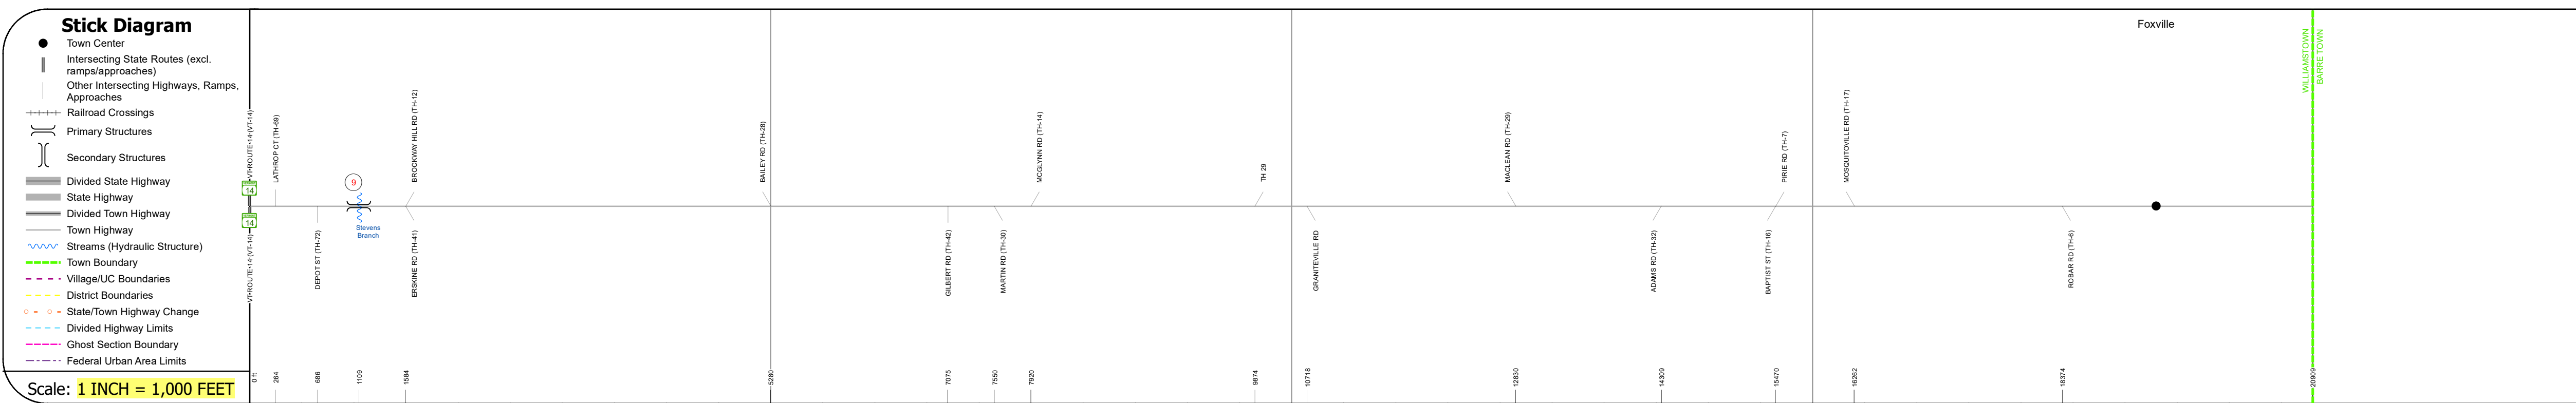 Stick Diagram
Town Center
Intersecting State Routes (excl.
ramps/approaches)
Other Intersecting Highways, Ramps,
Approaches
Railroad Crossings
Primary Structures
Secondary Structures
Divided State Highway
State Highway
Divided Town Highway
Town Highway
Streams (Hydraulic Structure)
Town Boundary
Village/UC Boundaries
District Boundaries
State/Town Highway Change
Divided Highway Limits
Ghost Section Boundary
Federal Urban Area Limits
Scale: 1 INCH = 1,000 FEET
Foxville
WILLIAMSTOWN
BARRE TOWN
VT-ROUTE-14 (VT-14)
LATHROP CT (TH-69)
BROCKWAY HILL RD (TH-12)
BAILEY RD (TH-28)
MCGLYNN RD (TH-14)
TH 29
MACLEAN RD (TH-29)
PIRIE RD (TH-7)
MOSQUITOVILLE RD (TH-17)
14
9
14
Stevens
Branch
VT-ROUTE-14 (VT-14)
DEPOT ST (TH-72)
ERSKINE RD (TH-41)
GILBERT RD (TH-42)
MARTIN RD (TH-30)
GRANITEVILLE RD
ADAMS RD (TH-32)
BAPTIST ST (TH-16)
ROBAR RD (TH-6)
0 ft
264
686
1109
1584
5280
7075
7550
7920
9874
10718
12830
14309
15470
16262
18374
20909